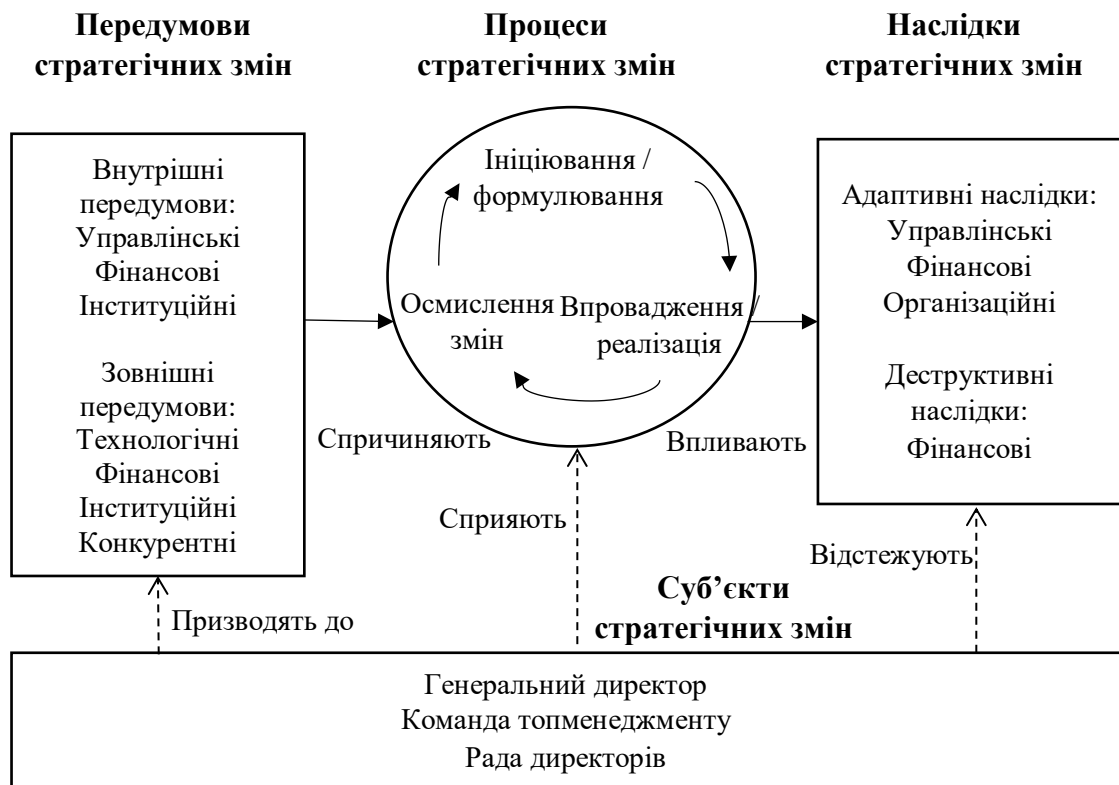 Передумови
стратегічних змін
Процеси
стратегічних змін
Наслідки
стратегічних змін
Внутрішні
передумови:
Управлінські
Фінансові
Інституційні
Зовнішні
передумови:
Технологічні
Фінансові
Інституційні
Конкурентні
Ініціювання /
формулювання
Осмислення
змін
Впровадження /
реалізація
Адаптивні наслідки:
Управлінські
Фінансові
Організаційні
Деструктивні
наслідки:
Фінансові
Спричиняють
Впливають
Сприяють
Відстежують
Призводять до
Суб’єкти
стратегічних змін
Генеральний директор
Команда топменеджменту
Рада директорів